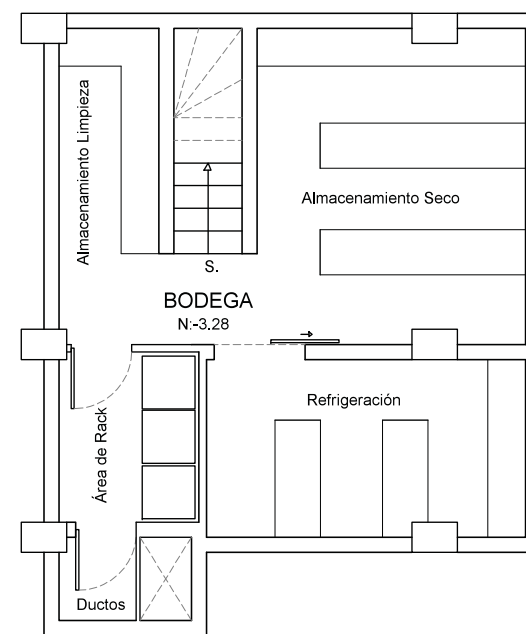 Almacenamiento Limpieza
Almacenamiento Seco
S.
BODEGA
N:-3.28
Refrigeración
Área de Rack
Ductos